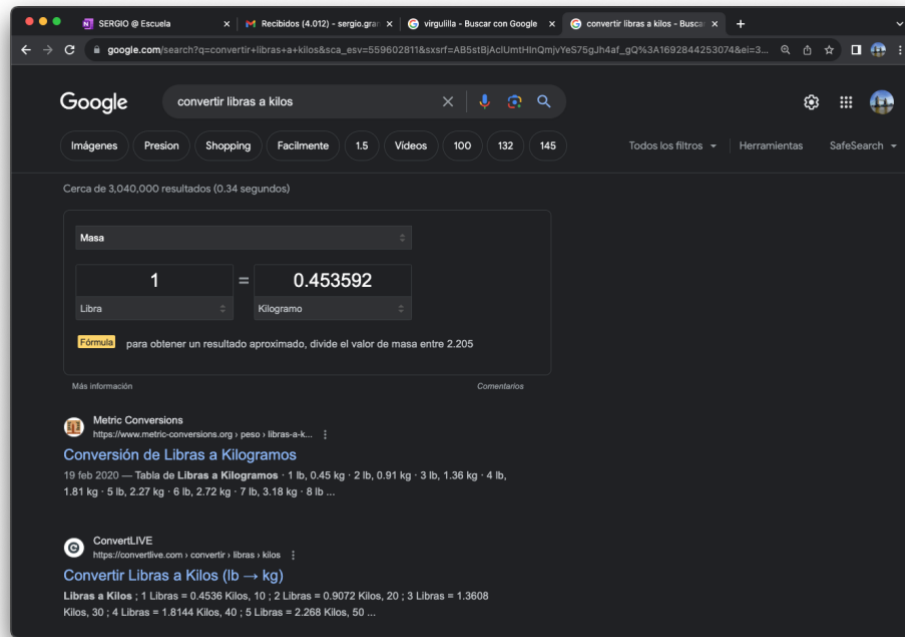 SERGIO @ Escuela
Recibidos (4.012) - sergio.gra
virgulilla - Buscar con Google
convertir libras a kilos - Busca
google.com/search?q=convertir+libras+a+kilos&sca_esv=559602811&sxsrf=AB5stBjAclUmtHInQmjvYeS75gJh4af_gQ%3A1692844253074&ei=3...
Google
convertir libras a kilos
Imágenes
Presion
Shopping
Facilmente
1.5
Vídeos
100
132
145
Todos los filtros
Herramientas
SafeSearch
Cerca de 3,040,000 resultados (0.34 segundos)
Masa
1 = 0.453592
Libra
Kilogramo
Fórmula para obtener un resultado aproximado, divide el valor de masa entre 2.205
Más información
Comentarios
Metric Conversions
https://www.metric-conversions.org › peso › libras-a-k...
Conversión de Libras a Kilogramos
19 feb 2020 — Tabla de Libras a Kilogramos · 1 lb, 0.45 kg · 2 lb, 0.91 kg · 3 lb, 1.36 kg · 4 lb,
1.81 kg · 5 lb, 2.27 kg · 6 lb, 2.72 kg · 7 lb, 3.18 kg · 8 lb ...
ConvertLIVE
https://convertlive.com › convertir › libras › kilos
Convertir Libras a Kilos (lb → kg)
Libras a Kilos ; 1 Libras = 0.4536 Kilos, 10 ; 2 Libras = 0.9072 Kilos, 20 ; 3 Libras = 1.3608
Kilos, 30 ; 4 Libras = 1.8144 Kilos, 40 ; 5 Libras = 2.268 Kilos, 50 ...